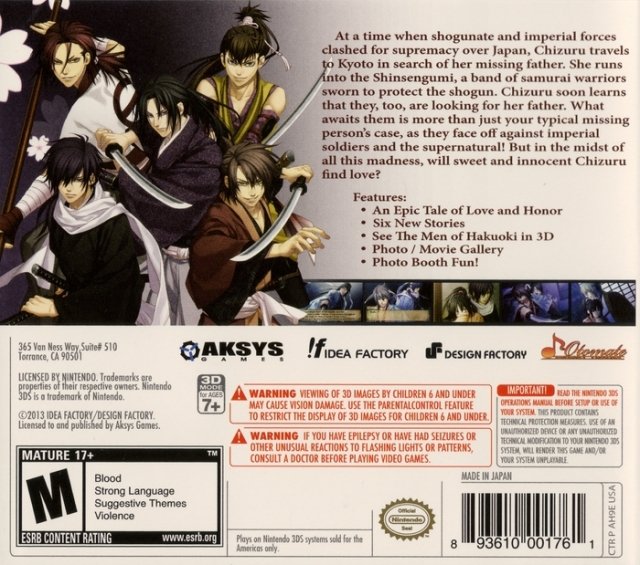 At a time when shogunate and imperial forces
clashed for supremacy over Japan, Chizuru travels
to Kyoto in search of her missing father. She runs
into the Shinsengumi, a band of samurai warriors
sworn to protect the shogun. Chizuru soon learns
that they, too, are looking for her father. What
awaits them is more than just your typical missing
person's case, as they face off against imperial
soldiers and the supernatural! But in the midst of
all this madness, will sweet and innocent Chizuru
find love?
Features:
• An Epic Tale of Love and Honor
• Six New Stories
• See The Men of Hakuoki in 3D
• Photo / Movie Gallery
• Photo Booth Fun!
365 Van Ness Way,Suite# 510
Torrance, CA 90501
AKSYS
GAMES
!f IDEA FACTORY
DF DESIGN FACTORY
Otomate
LICENSED BY NINTENDO. Trademarks are
properties of their respective owners. Nintendo
3DS is a trademark of Nintendo.
©2013 IDEA FACTORY/DESIGN FACTORY.
Licensed to and published by Aksys Games.
3D
MODE
for AGES
7+
WARNING VIEWING OF 3D IMAGES BY CHILDREN 6 AND UNDER
MAY CAUSE VISION DAMAGE. USE THE PARENTALCONTROL FEATURE
TO RESTRICT THE DISPLAY OF 3D IMAGES FOR CHILDREN 6 AND UNDER.
WARNING IF YOU HAVE EPILEPSY OR HAVE HAD SEIZURES OR
OTHER UNUSUAL REACTIONS TO FLASHING LIGHTS OR PATTERNS,
CONSULT A DOCTOR BEFORE PLAYING VIDEO GAMES.
IMPORTANT! READ THE NINTENDO 3DS
OPERATIONS MANUAL BEFORE SETUP OR USE OF
YOUR SYSTEM. THIS PRODUCT CONTAINS
TECHNICAL PROTECTION MEASURES. USE OF AN
UNAUTHORIZED DEVICE OR ANY UNAUTHORIZED
TECHNICAL MODIFICATION TO YOUR NINTENDO 3DS
SYSTEM, WILL RENDER THIS GAME AND/OR
YOUR SYSTEM UNPLAYABLE.
MATURE 17+
TM
M
Blood
Strong Language
Suggestive Themes
Violence
ESRB CONTENT RATING
www.esrb.org
Plays on Nintendo 3DS systems sold for the
Americas only.
Official
Nintendo
Seal
MADE IN JAPAN
8 93610 00176 1
CTR P AH9E USA